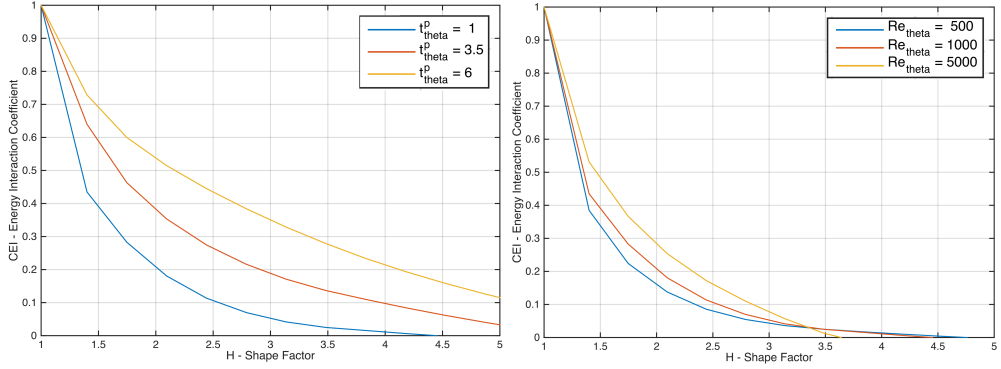 1
0.9
0.8
0.7
0.6
0.5
0.4
0.3
0.2
0.1
0
CEI - Energy Interaction Coefficient
t^p_theta = 1
t^p_theta = 3.5
t^p_theta = 6
1 1.5 2 2.5 3 3.5 4 4.5 5
H - Shape Factor
1
0.9
0.8
0.7
0.6
0.5
0.4
0.3
0.2
0.1
0
CEI - Energy Interaction Coefficient
Re_theta = 500
Re_theta = 1000
Re_theta = 5000
1 1.5 2 2.5 3 3.5 4 4.5 5
H - Shape Factor